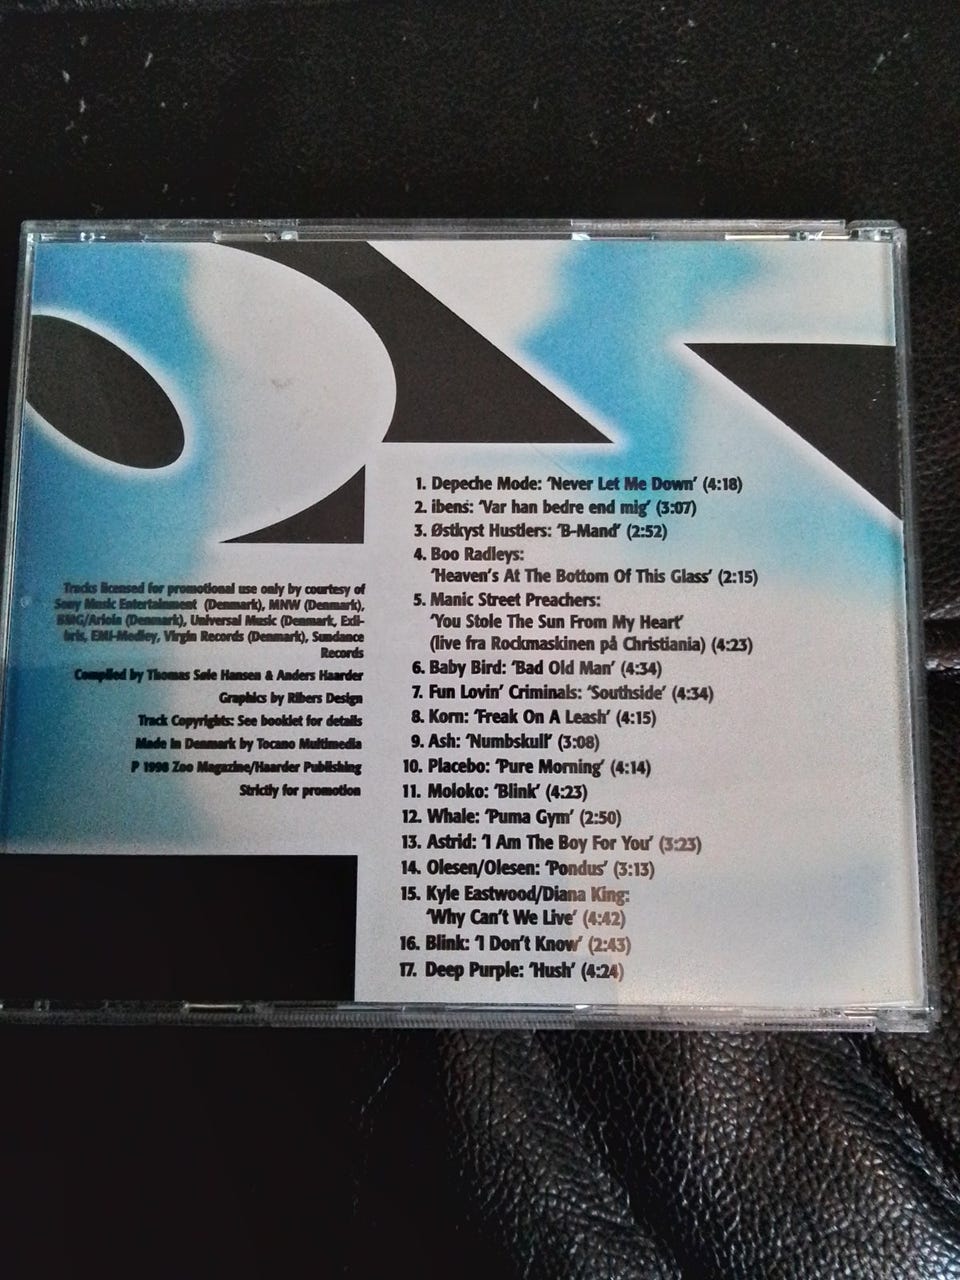 1. Depeche Mode: 'Never Let Me Down' (4:18)
2. ibens: 'Var han bedre end mig' (3:07)
3. Østkyst Hustlers: 'B-Mand' (2:52)
4. Boo Radleys:
'Heaven's At The Bottom Of This Glass' (2:15)
5. Manic Street Preachers:
'You Stole The Sun From My Heart'
(live fra Rockmaskinen på Christiania) (4:23)
6. Baby Bird: 'Bad Old Man' (4:34)
7. Fun Lovin' Criminals: 'Southside' (4:34)
8. Korn: 'Freak On A Leash' (4:15)
9. Ash: 'Numbskull' (3:08)
10. Placebo: 'Pure Morning' (4:14)
11. Moloko: 'Blink' (4:23)
12. Whale: 'Puma Gym' (2:50)
13. Astrid: 'I Am The Boy For You' (3:23)
14. Olesen/Olesen: 'Pondus' (3:13)
15. Kyle Eastwood/Diana King:
'Why Can't We Live' (4:42)
16. Blink: 'I Don't Know' (2:43)
17. Deep Purple: 'Hush' (4:24)
Tracks licensed for promotional use only by courtesy of
Sony Music Entertainment (Denmark), MNW (Denmark),
BMG/Ariola (Denmark), Universal Music (Denmark, Exli-
bris, EMI-Medley, Virgin Records (Denmark), Sundance
Records
Compiled by Thomas Søle Hansen & Anders Haarder
Graphics by Ribers Design
Track Copyrights: See booklet for details
Made in Denmark by Tocano Multimedia
P 1998 Zoo Magazine/Haarder Publishing
Strictly for promotion